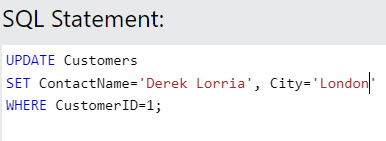 SQL Statement:
UPDATE Customers
SET ContactName='Derek Lorria', City='London'
WHERE CustomerID=1;